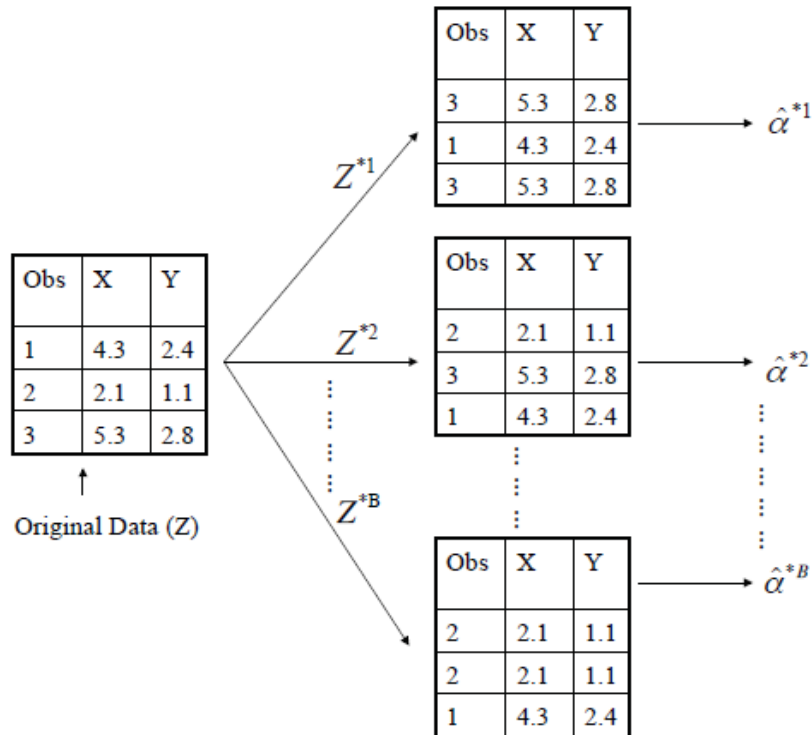 Obs X Y
3 5.3 2.8
1 4.3 2.4
3 5.3 2.8
Z*1
α̂*1
Obs X Y
1 4.3 2.4
2 2.1 1.1
3 5.3 2.8
Original Data (Z)
Z*2
Obs X Y
2 2.1 1.1
3 5.3 2.8
1 4.3 2.4
α̂*2
Z*B
Obs X Y
2 2.1 1.1
2 2.1 1.1
1 4.3 2.4
α̂*B